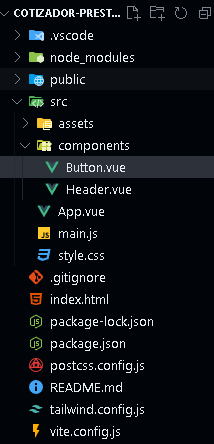 COTIZADOR-PREST...
.vscode
node_modules
public
src
assets
components
Button.vue
Header.vue
App.vue
main.js
style.css
.gitignore
index.html
package-lock.json
package.json
postcss.config.js
README.md
tailwind.config.js
vite.config.js